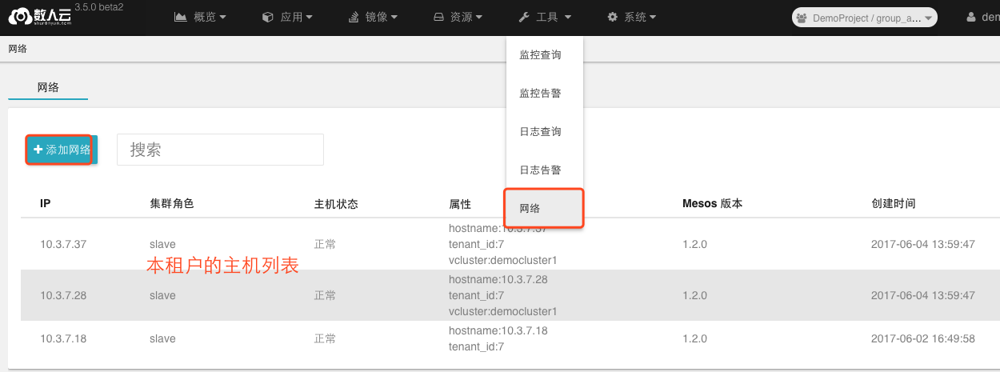 数人云 3.5.0 beta2
shurenyun.com
概览 应用 镜像 资源 工具 系统 DemoProject / group_a... den
网络
监控查询
监控告警
日志查询
日志告警
网络
网络
添加网络 搜索
IP 集群角色 主机状态 属性 Mesos 版本 创建时间
10.3.7.37 slave 正常 hostname:10.3.7.37 1.2.0 2017-06-04 13:59:47
tenant_id:7
vcluster:democluster1
本租户的主机列表
10.3.7.28 slave 正常 hostname:10.3.7.28 1.2.0 2017-06-04 13:59:47
tenant_id:7
vcluster:democluster1
10.3.7.18 slave 正常 hostname:10.3.7.18 1.2.0 2017-06-02 16:49:58
tenant_id:7